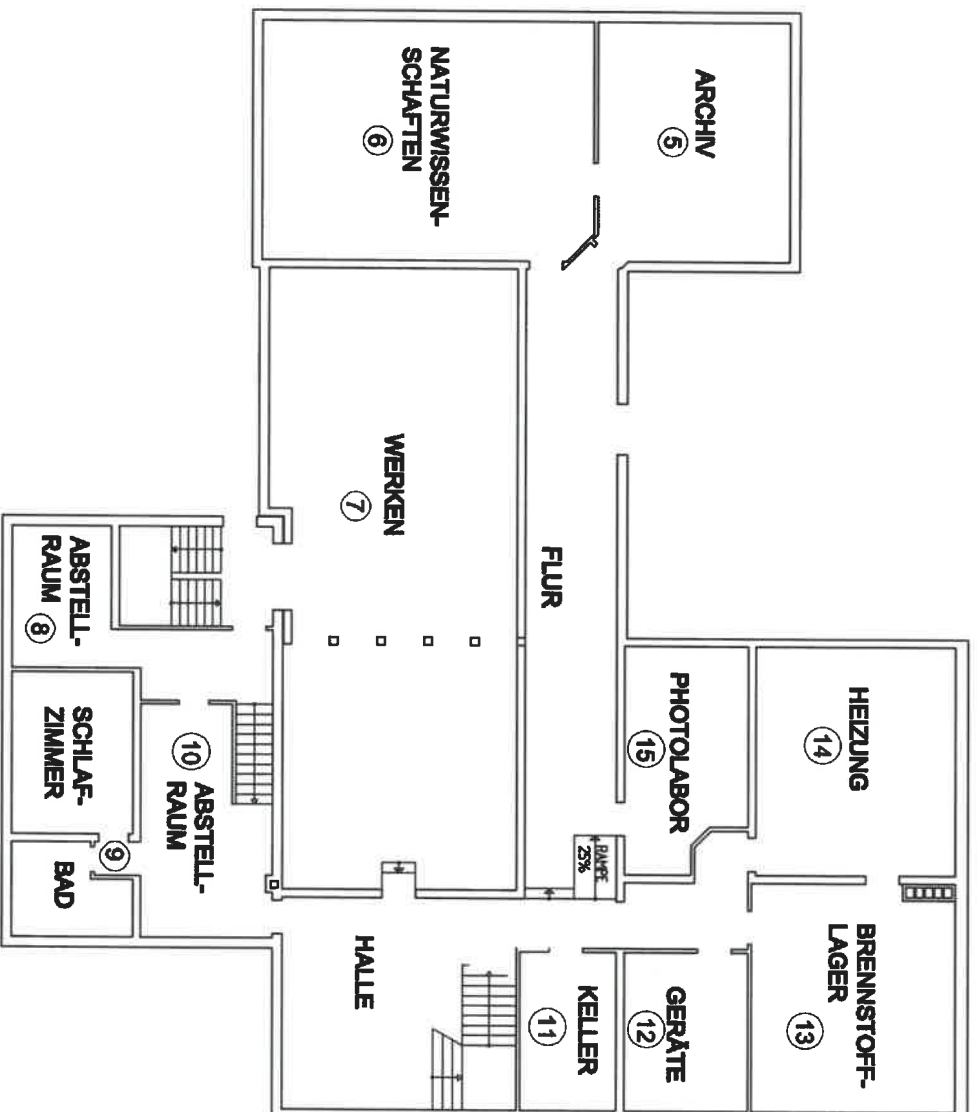 ARCHIV
5
NATURWISSEN-
SCHAFTEN
6
WERKEN
7
FLUR
ABSTELL-
RAUM 8
SCHLAF-
ZIMMER
9
BAD
10 ABSTELL-
RAUM
HALLE
KELLER
11
GERÄTE
12
BRENNSTOFF-
LAGER
13
HEIZUNG
14
PHOTOLABOR
15
RAMPE
25%